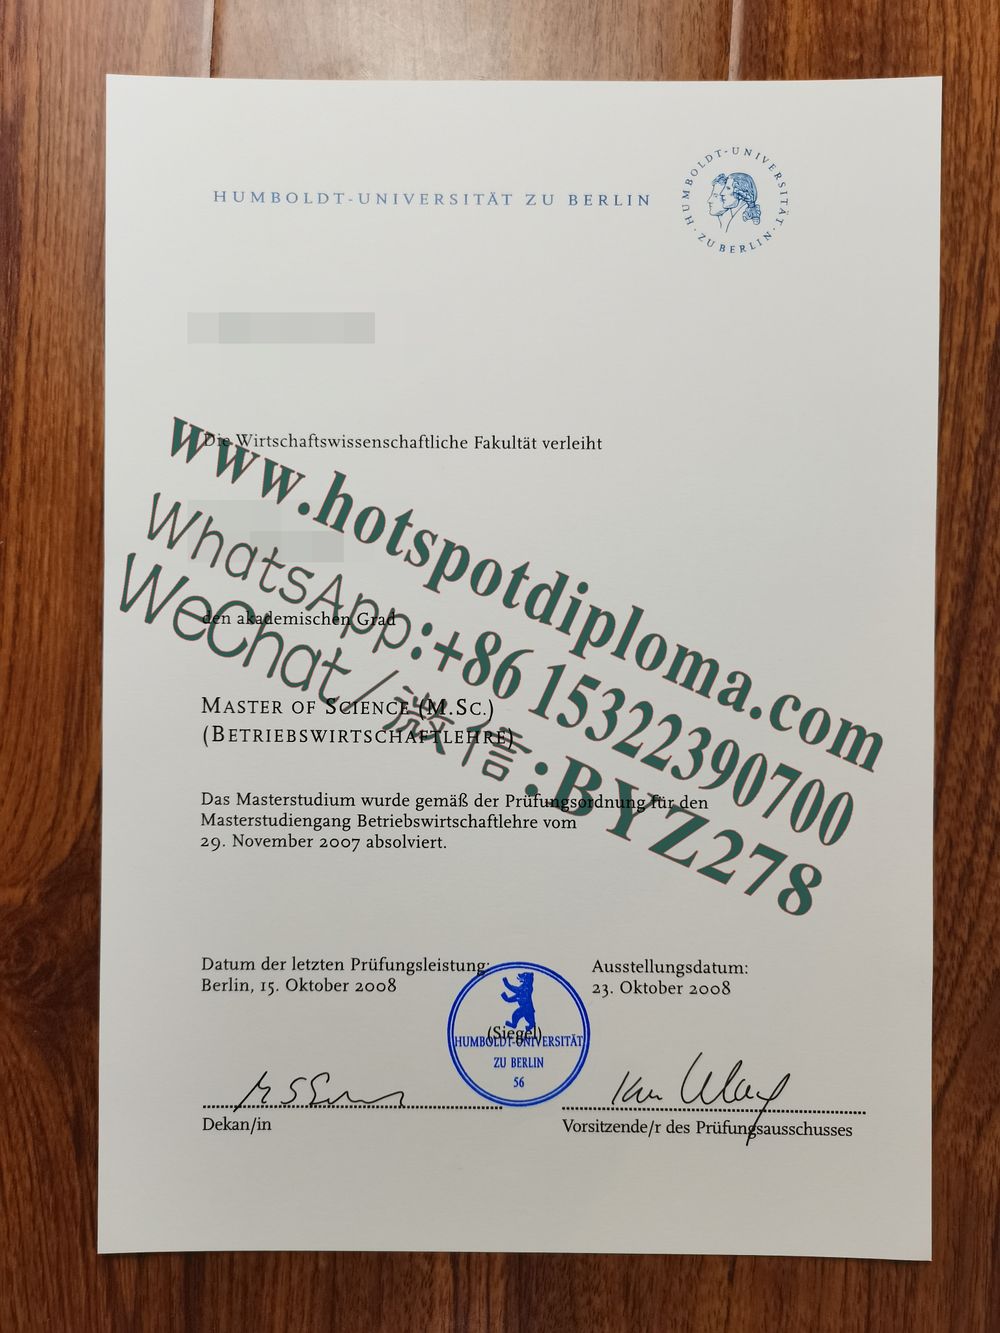 HUMBOLDT-UNIVERSITÄT ZU BERLIN
HUMBOLDT-UNIVERSITÄT · ZU BERLIN ·
Die Wirtschaftswissenschaftliche Fakultät verleiht
www.hotspotdiploma.com
WhatsApp:+86 15322390700
WeChat/微信:BYZ278
den akademischen Grad
MASTER OF SCIENCE (M.SC.)
(BETRIEBSWIRTSCHAFTLEHRE)
Das Masterstudium wurde gemäß der Prüfungsordnung für den
Masterstudiengang Betriebswirtschaftlehre vom
29. November 2007 absolviert.
Datum der letzten Prüfungsleistung:
Berlin, 15. Oktober 2008
Ausstellungsdatum:
23. Oktober 2008
(Siegel)
HUMBOLDT-UNIVERSITÄT
ZU BERLIN
56
Dekan/in
Vorsitzende/r des Prüfungsausschusses